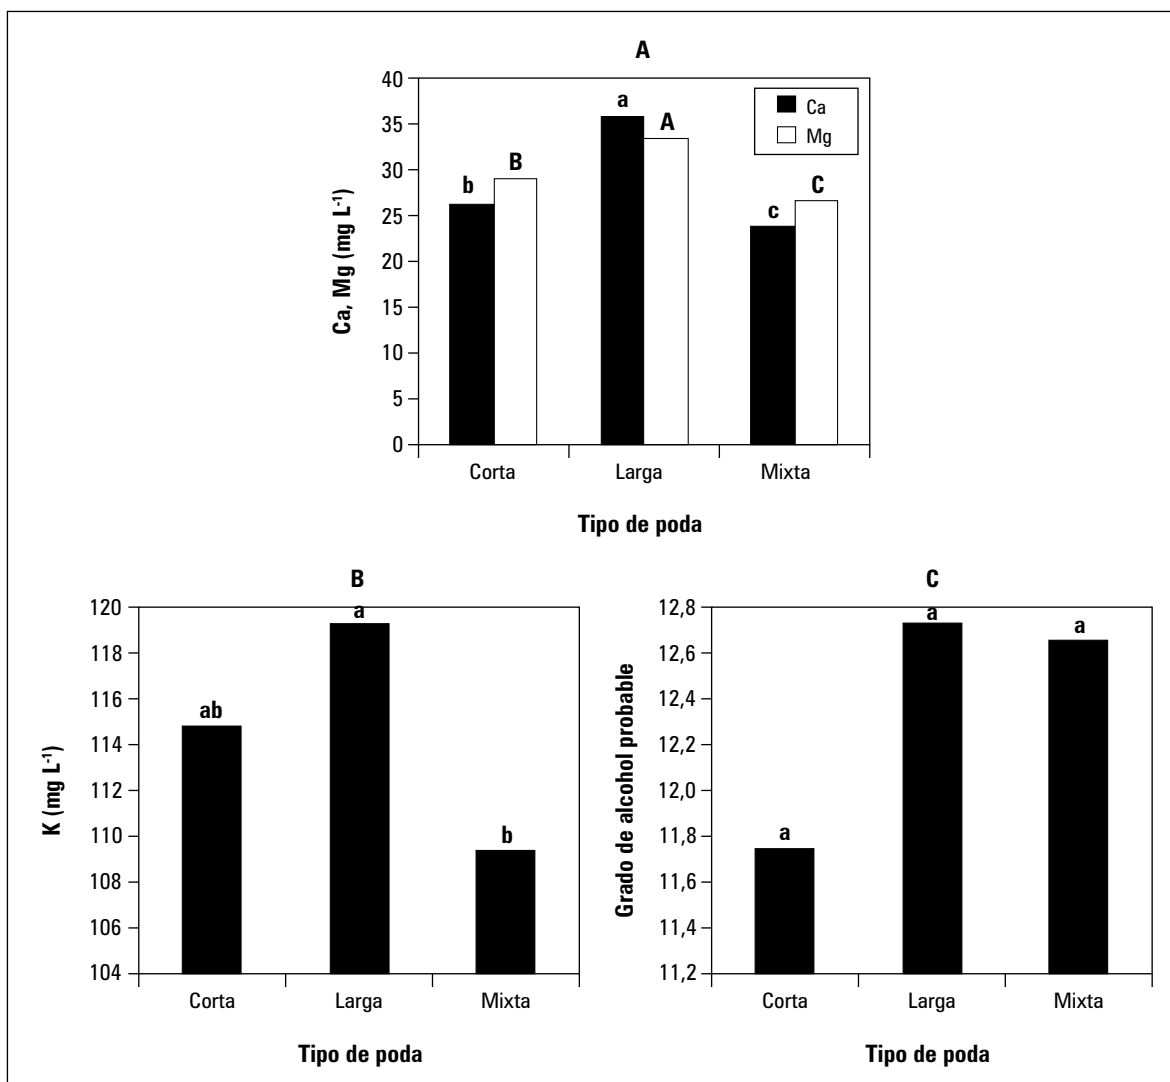 A
Ca, Mg (mg L-1)
40
35
30
25
20
15
10
5
0
b
B
a
A
c
C
Ca
Mg
Corta
Larga
Mixta
Tipo de poda
B
K (mg L-1)
120
118
116
114
112
110
108
106
104
ab
a
b
Corta
Larga
Mixta
Tipo de poda
C
Grado de alcohol probable
12,8
12,6
12,4
12,2
12,0
11,8
11,6
11,4
11,2
a
a
a
Corta
Larga
Mixta
Tipo de poda